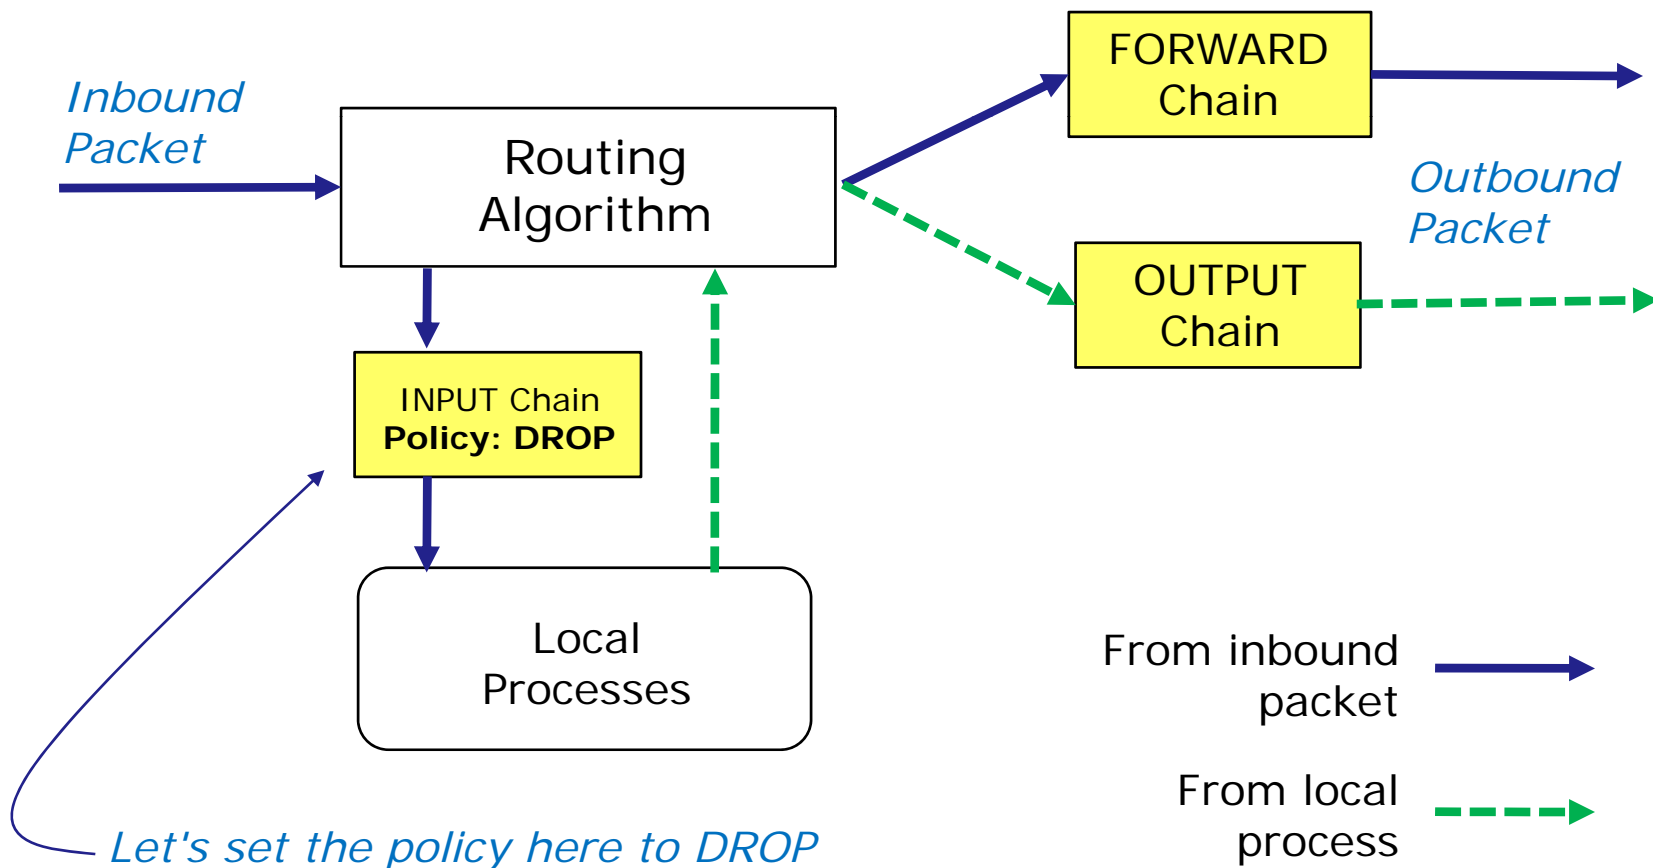 Inbound
Packet
Routing
Algorithm
FORWARD
Chain
Outbound
Packet
OUTPUT
Chain
INPUT Chain
Policy: DROP
Local
Processes
From inbound
packet
From local
process
Let's set the policy here to DROP